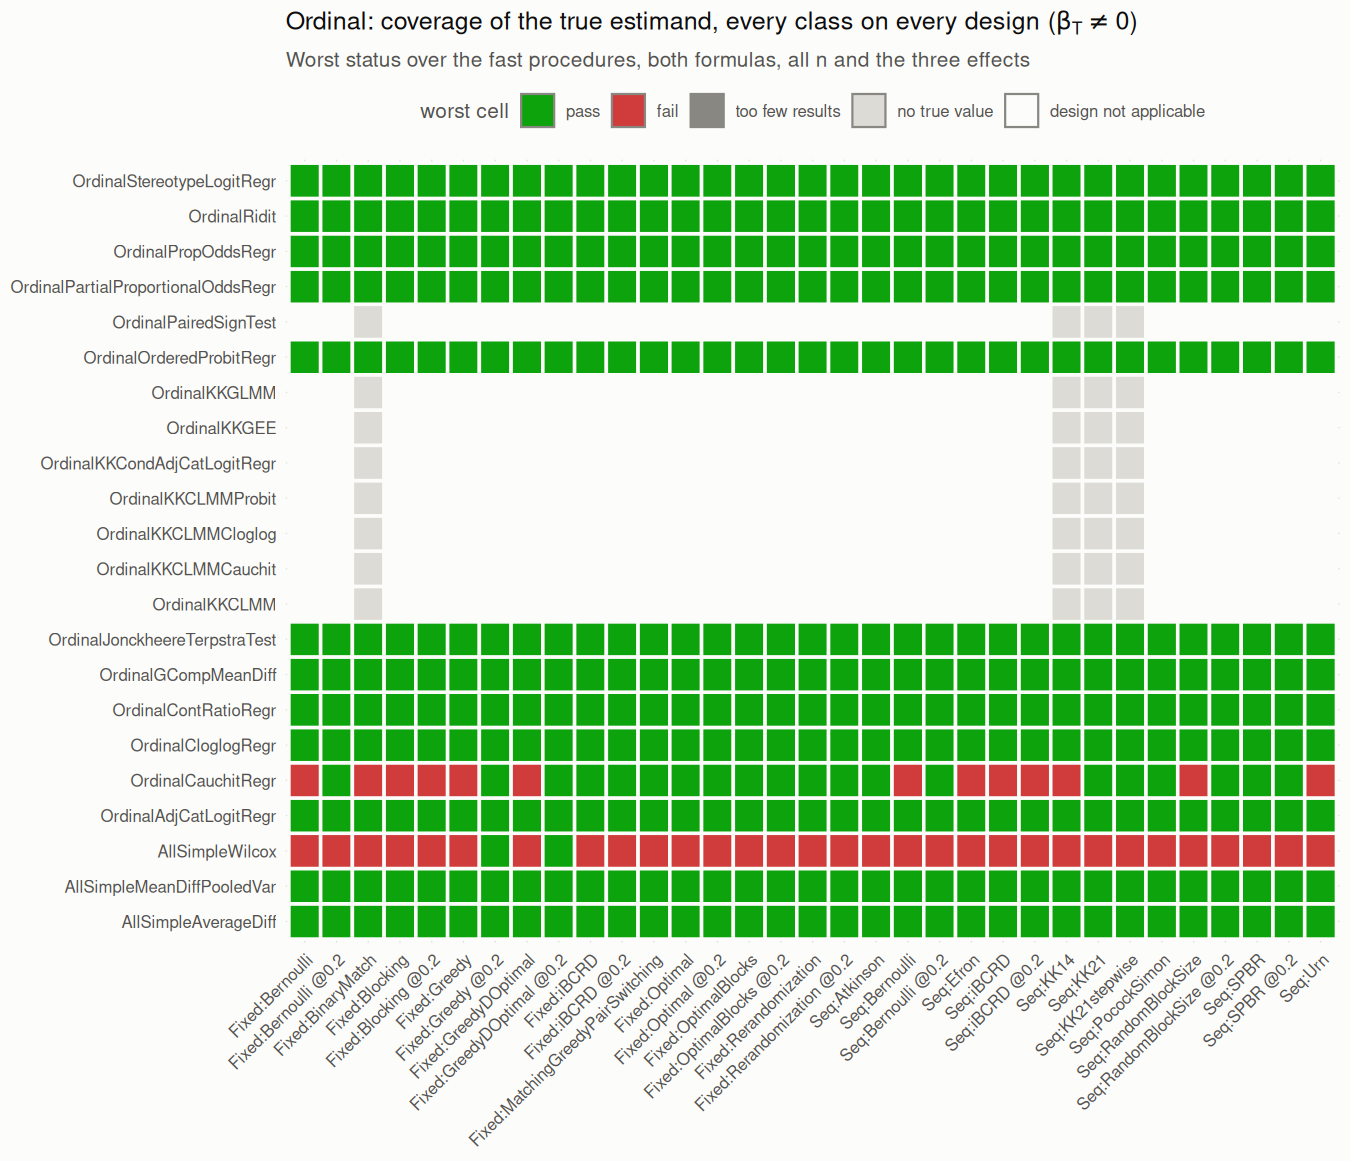 Ordinal: coverage of the true estimand, every class on every design (βT ≠ 0)
Worst status over the fast procedures, both formulas, all n and the three effects
worst cell pass fail too few results no true value design not applicable
OrdinalStereotypeLogitRegr
OrdinalRidit
OrdinalPropOddsRegr
OrdinalPartialProportionalOddsRegr
OrdinalPairedSignTest
OrdinalOrderedProbitRegr
OrdinalKKGLMM
OrdinalKKGEE
OrdinalKKCondAdjCatLogitRegr
OrdinalKKCLMMProbit
OrdinalKKCLMMCloglog
OrdinalKKCLMMCauchit
OrdinalKKCLMM
OrdinalJonckheereTerpstraTest
OrdinalGCompMeanDiff
OrdinalContRatioRegr
OrdinalCloglogRegr
OrdinalCauchitRegr
OrdinalAdjCatLogitRegr
AllSimpleWilcox
AllSimpleMeanDiffPooledVar
AllSimpleAverageDiff
Fixed:Bernoulli
Fixed:Bernoulli @0.2
Fixed:BinaryMatch
Fixed:Blocking
Fixed:Blocking @0.2
Fixed:Greedy
Fixed:Greedy @0.2
Fixed:GreedyDOptimal
Fixed:GreedyDOptimal @0.2
Fixed:iBCRD
Fixed:iBCRD @0.2
Fixed:MatchingGreedyPairSwitching
Fixed:Optimal
Fixed:Optimal @0.2
Fixed:OptimalBlocks
Fixed:OptimalBlocks @0.2
Fixed:Rerandomization
Fixed:Rerandomization @0.2
Seq:Atkinson
Seq:Bernoulli
Seq:Bernoulli @0.2
Seq:Efron
Seq:iBCRD
Seq:iBCRD @0.2
Seq:KK14
Seq:KK21
Seq:KK21stepwise
Seq:PocockSimon
Seq:RandomBlockSize
Seq:RandomBlockSize @0.2
Seq:SPBR
Seq:SPBR @0.2
Seq:Urn